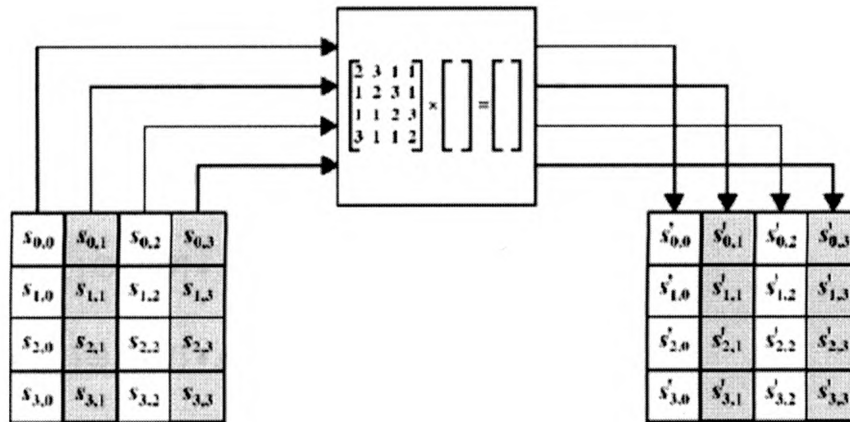 2 3 1 1
1 2 3 1
1 1 2 3
3 1 1 2
× =
s0,0 s0,1 s0,2 s0,3
s1,0 s1,1 s1,2 s1,3
s2,0 s2,1 s2,2 s2,3
s3,0 s3,1 s3,2 s3,3
s'0,0 s'0,1 s'0,2 s'0,3
s'1,0 s'1,1 s'1,2 s'1,3
s'2,0 s'2,1 s'2,2 s'2,3
s'3,0 s'3,1 s'3,2 s'3,3